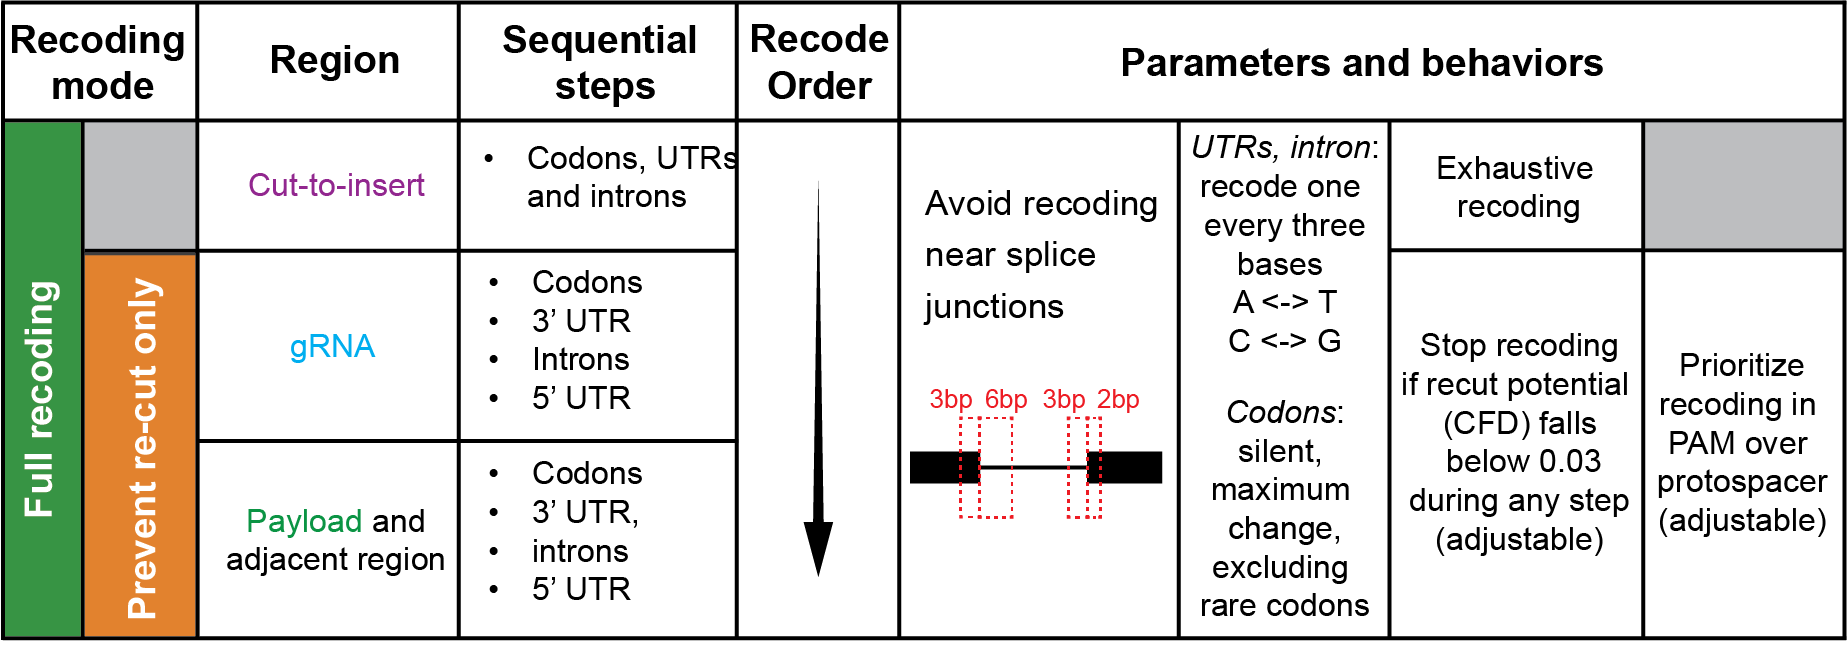 Recoding
mode
Region
Sequential
steps
Recode
Order
Parameters and behaviors
Full recoding
Prevent re-cut only
Cut-to-insert
• Codons, UTRs
and introns
gRNA
• Codons
• 3’ UTR
• Introns
• 5’ UTR
Payload and
adjacent region
• Codons
• 3’ UTR,
• introns
• 5’ UTR
Avoid recoding
near splice
junctions
3bp 6bp 3bp 2bp
UTRs, intron:
recode one
every three
bases
A <-> T
C <-> G
Codons:
silent,
maximum
change,
excluding
rare codons
Exhaustive
recoding
Stop recoding
if recut potential
(CFD) falls
below 0.03
during any step
(adjustable)
Prioritize
recoding in
PAM over
protospacer
(adjustable)